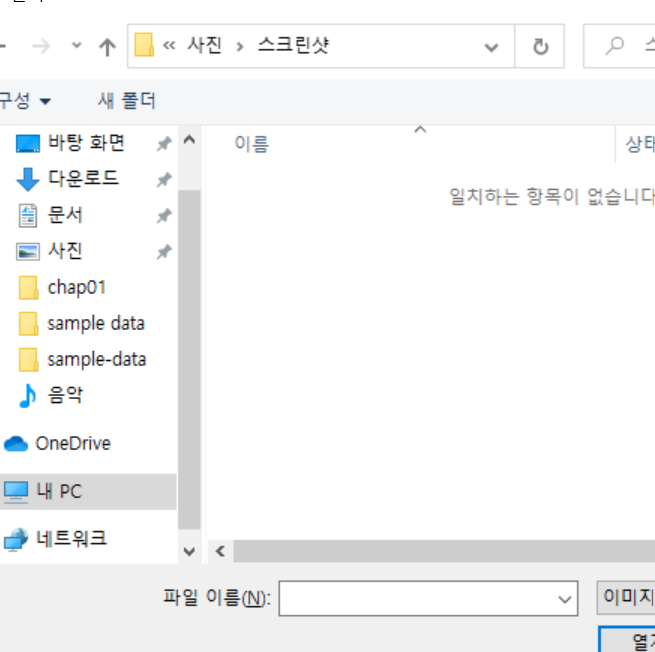 « 사진 › 스크린샷
구성 ▾ 새 폴더
바탕 화면
다운로드
문서
사진
chap01
sample data
sample-data
음악
OneDrive
내 PC
네트워크
이름
일치하는 항목이 없습니다
파일 이름(N):
이미지